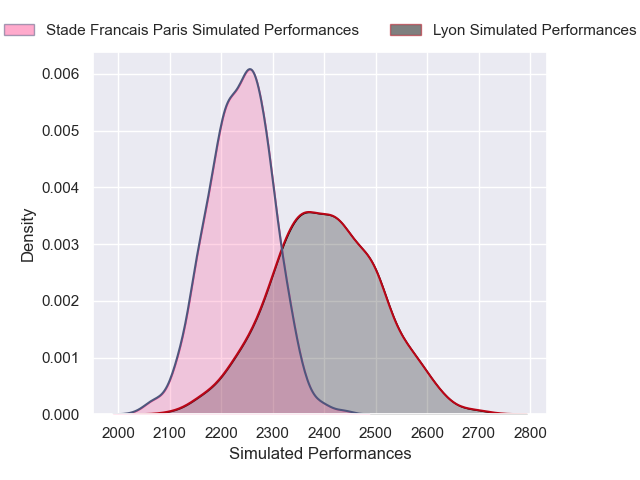 Stade Francais Paris Simulated Performances
Lyon Simulated Performances
0.006
0.005
0.004
0.003
0.002
0.001
0.000
Density
2000 2100 2200 2300 2400 2500 2600 2700 2800
Simulated Performances